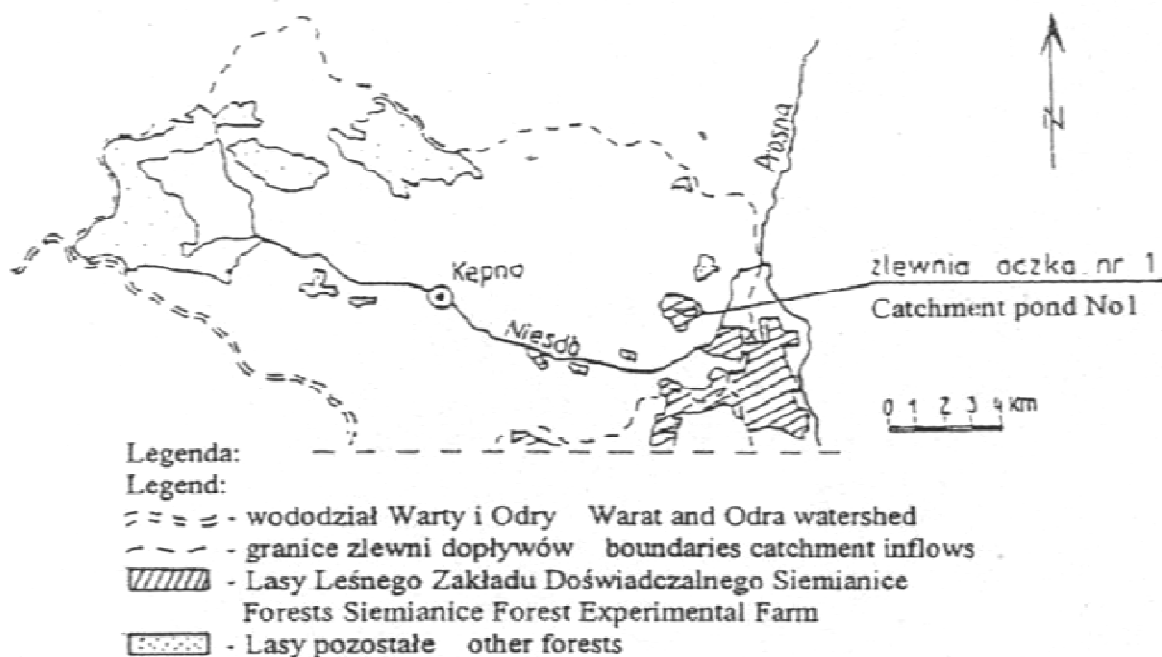 N
Prosna
zlewnia oczka nr 1
Kępno
Catchment pond No1
Niesób
0 1 2 3 4 km
Legenda:
Legend:
- wododział Warty i Odry Warat and Odra watershed
- granice zlewni dopływów boundaries catchment inflows
- Lasy Leśnego Zakładu Doświadczalnego Siemianice
Forests Siemianice Forest Experimental Farm
- Lasy pozostałe other forests